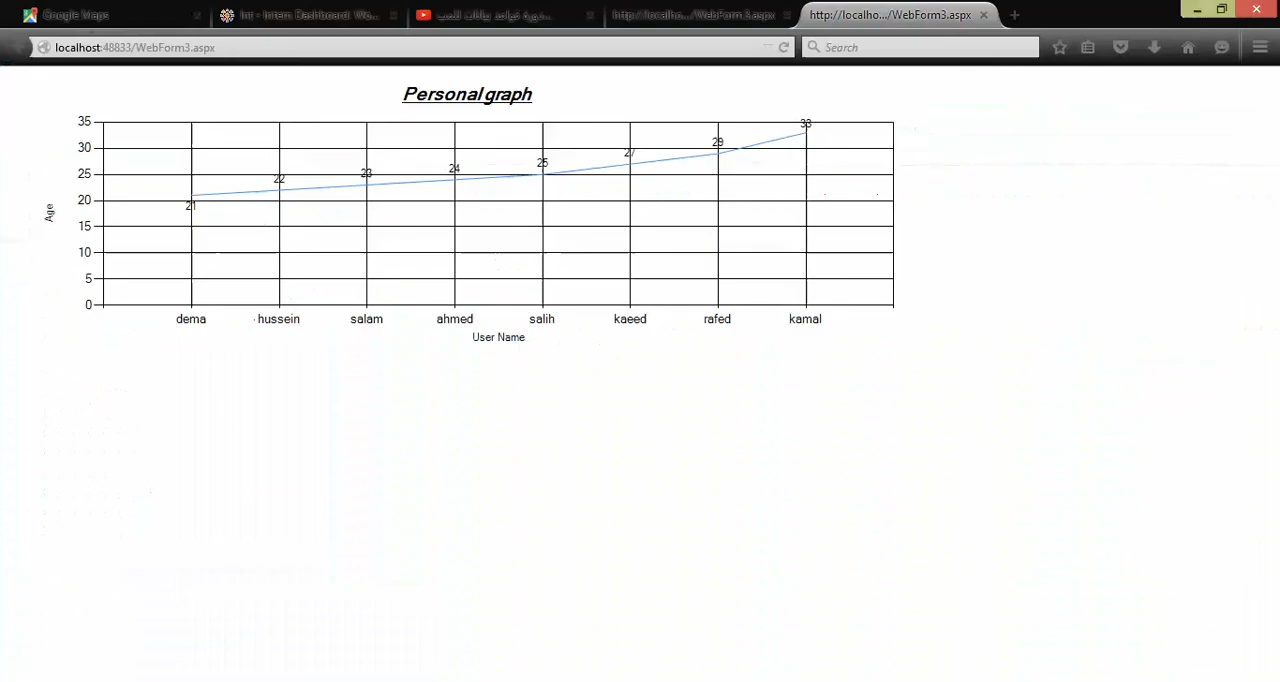 Google Maps
Int - Intern Dashboard Wo...
http://localho.../WebForm3.aspx
http://localho.../WebForm3.aspx
localhost:48833/WebForm3.aspx
Search
Personal graph
35
30
25
20
15
10
5
0
Age
21
22
23
24
25
27
29
33
dema
hussein
salam
ahmed
salih
kaeed
rafed
kamal
User Name